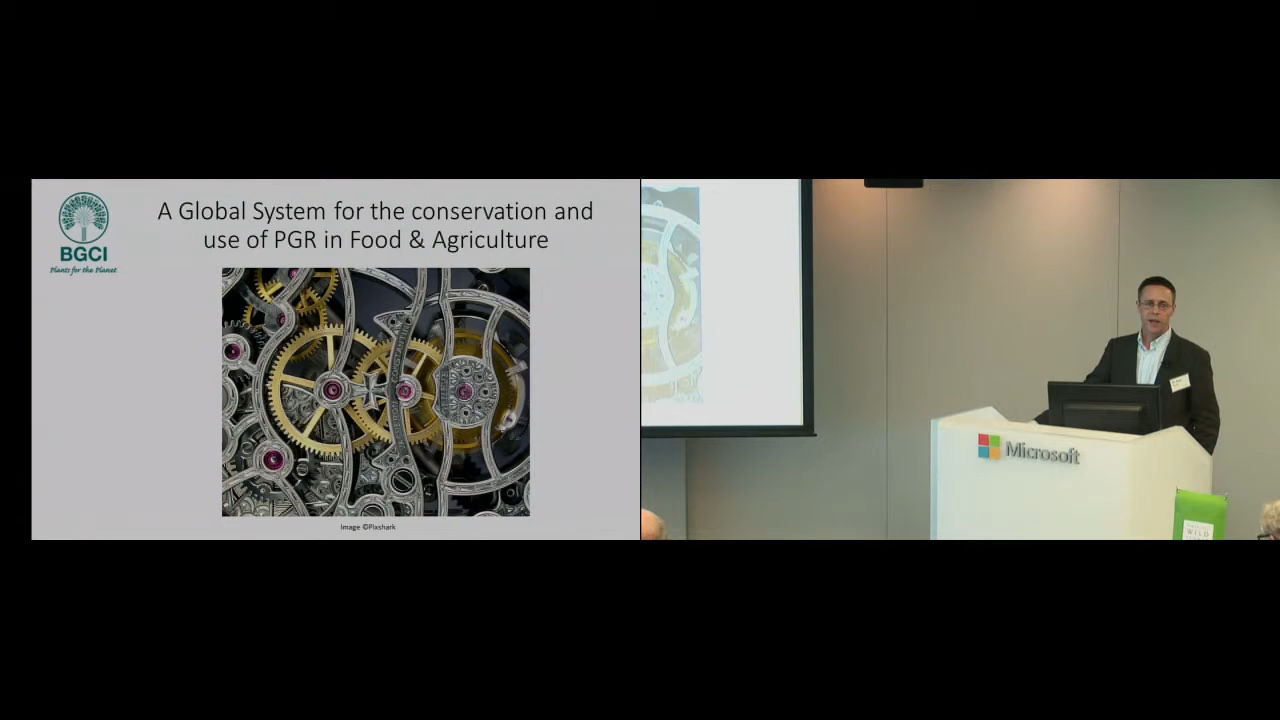 A Global System for the conservation and
use of PGR in Food & Agriculture
BGCI
Plants for the Planet
Image ©Pixshark
Microsoft
WILD